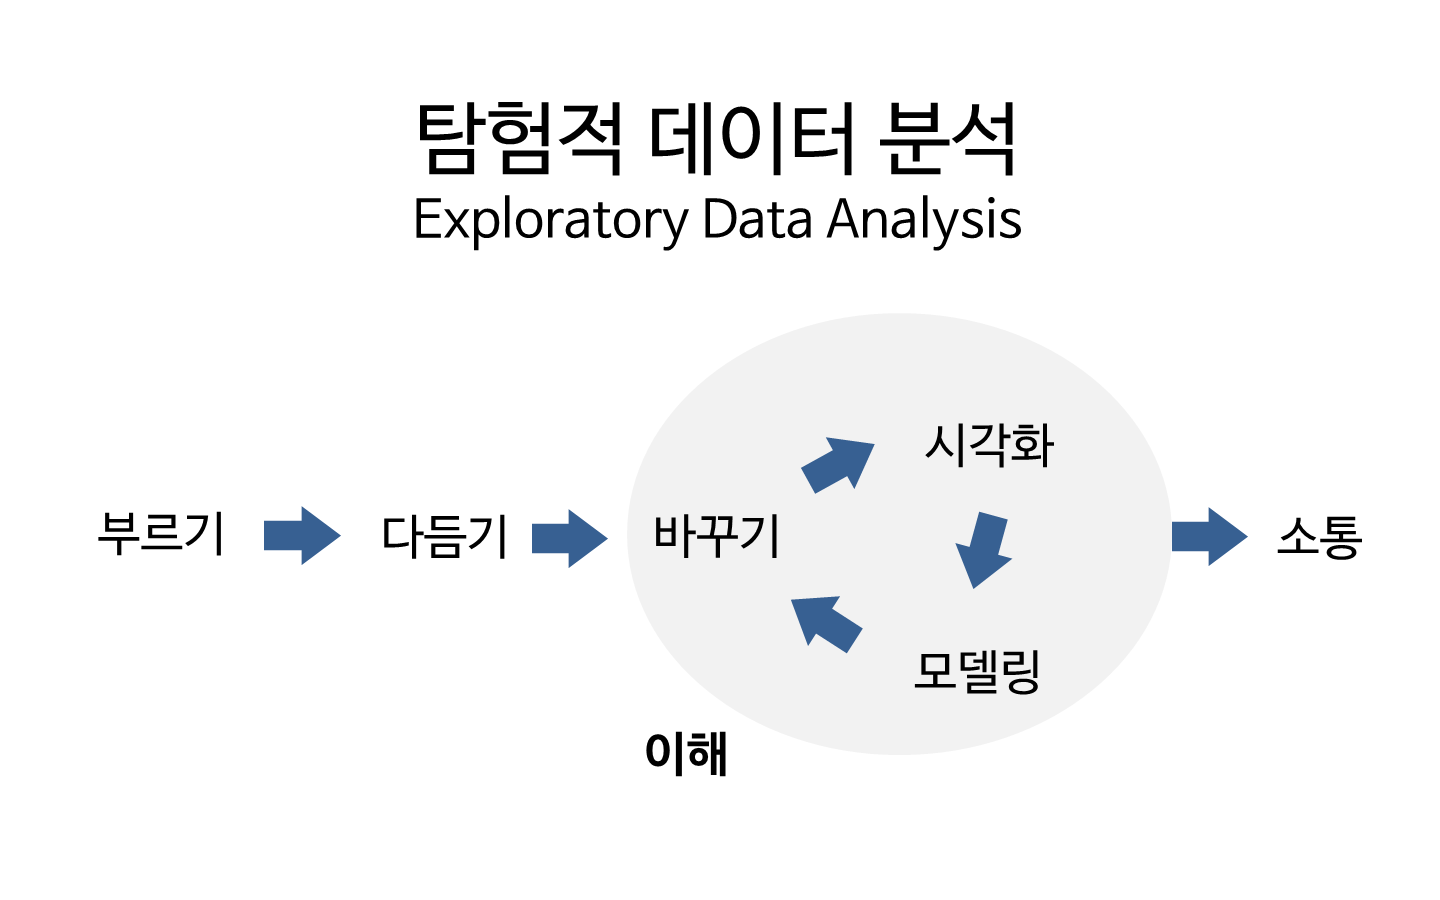 탐험적 데이터 분석
Exploratory Data Analysis
부르기
다듬기
바꾸기
시각화
모델링
소통
이해